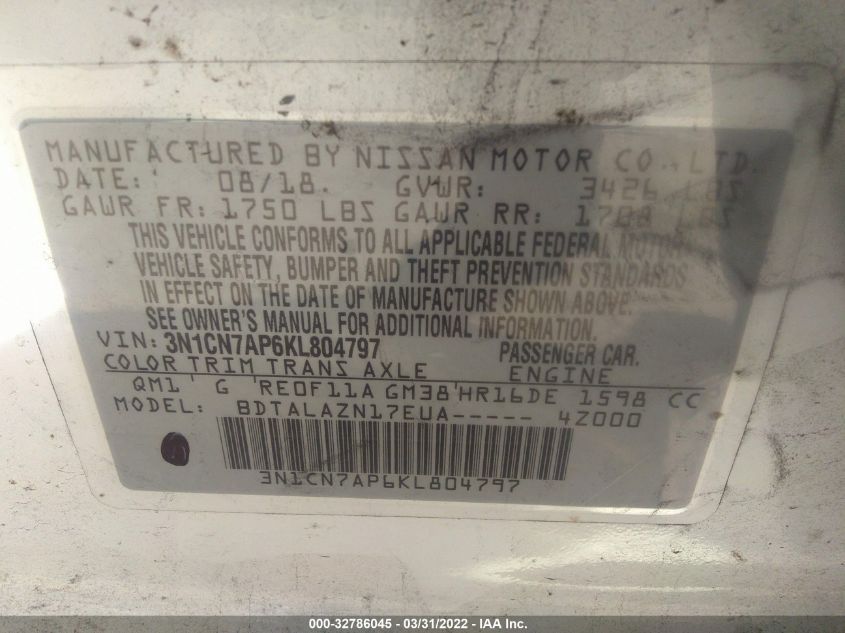 MANUFACTURED BY NISSAN MOTOR CO., LTD.
DATE: 08/18. GVWR: 3426 LBS
GAWR FR: 1750 LBS GAWR RR: 1708 LBS
THIS VEHICLE CONFORMS TO ALL APPLICABLE FEDERAL MOTOR
VEHICLE SAFETY, BUMPER AND THEFT PREVENTION STANDARDS
IN EFFECT ON THE DATE OF MANUFACTURE SHOWN ABOVE.
SEE OWNER'S MANUAL FOR ADDITIONAL INFORMATION.
VIN: 3N1CN7AP6KL804797 PASSENGER CAR.
COLOR TRIM TRANS AXLE ENGINE
QM1 G RE0F11A GM38 HR16DE 1598 CC
MODEL: BDTALAZN17EUA----- 4Z000
3N1CN7AP6KL804797
000-32786045 - 03/31/2022 - IAA Inc.